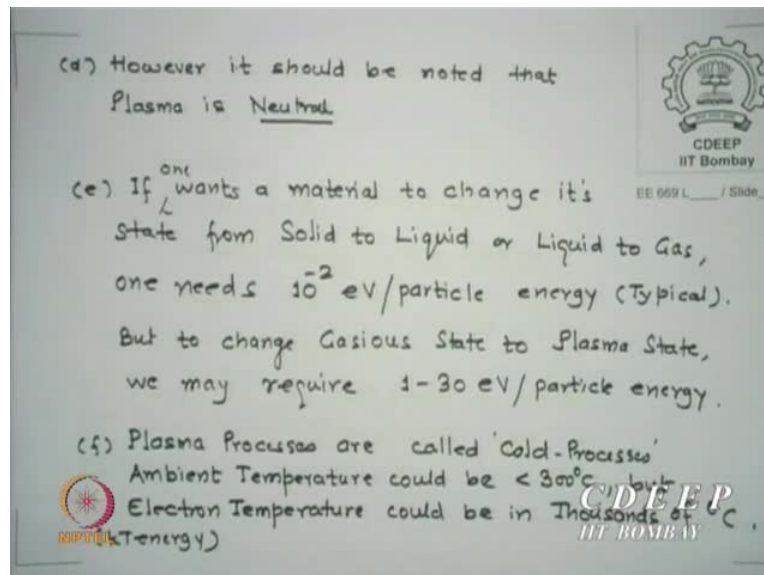 (d) However it should be noted that
Plasma is Neutral
CDEEP
IIT Bombay
EE 669 L____ / Slide_
one
(e) If wants a material to change it's
state from Solid to Liquid or Liquid to Gas,
one needs 10^-2 eV/particle energy (Typical).
But to change Gasious State to Plasma State,
we may require 1-30 eV/particle energy.
(f) Plasma Processes are called 'Cold-Processes'
Ambient Temperature could be < 300°C, but
Electron Temperature could be in Thousands of °C.
(kT energy)
NPTEL
CDEEP
IIT BOMBAY